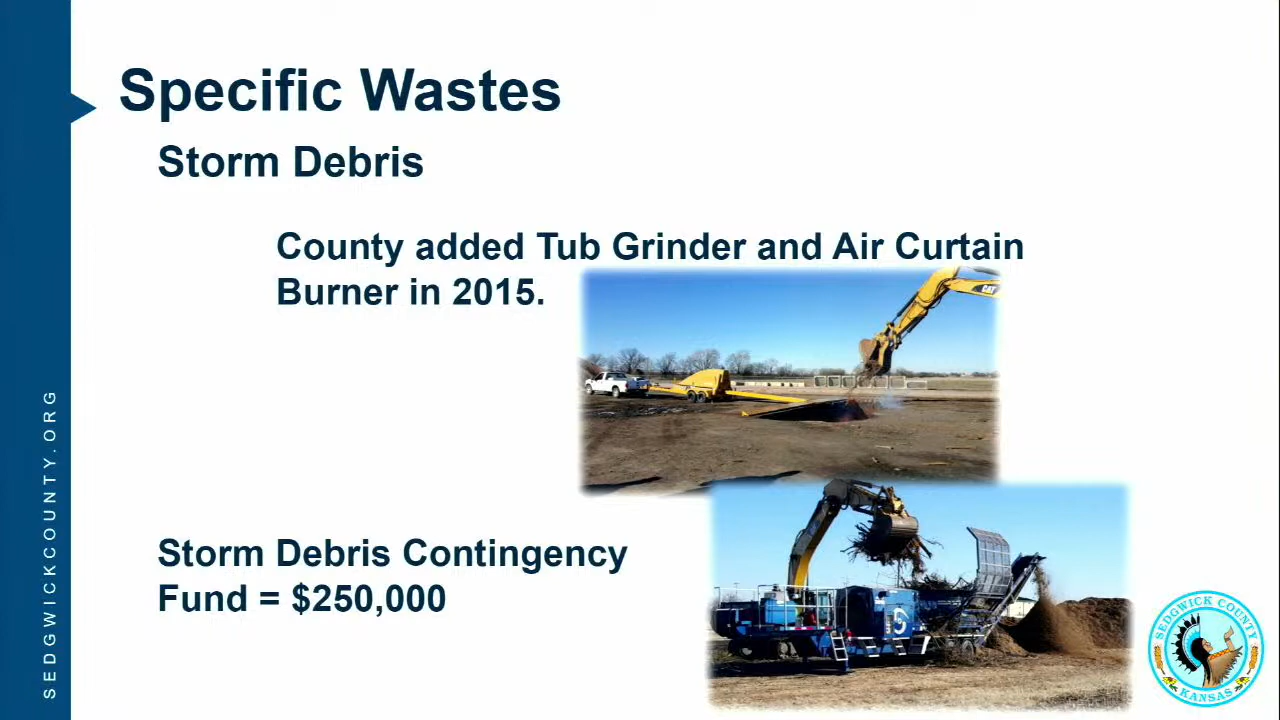 Specific Wastes
Storm Debris
County added Tub Grinder and Air Curtain
Burner in 2015.
CAT
Storm Debris Contingency
Fund = $250,000
SEDGWICKCOUNTY.ORG
SEDGWICK COUNTY
KANSAS